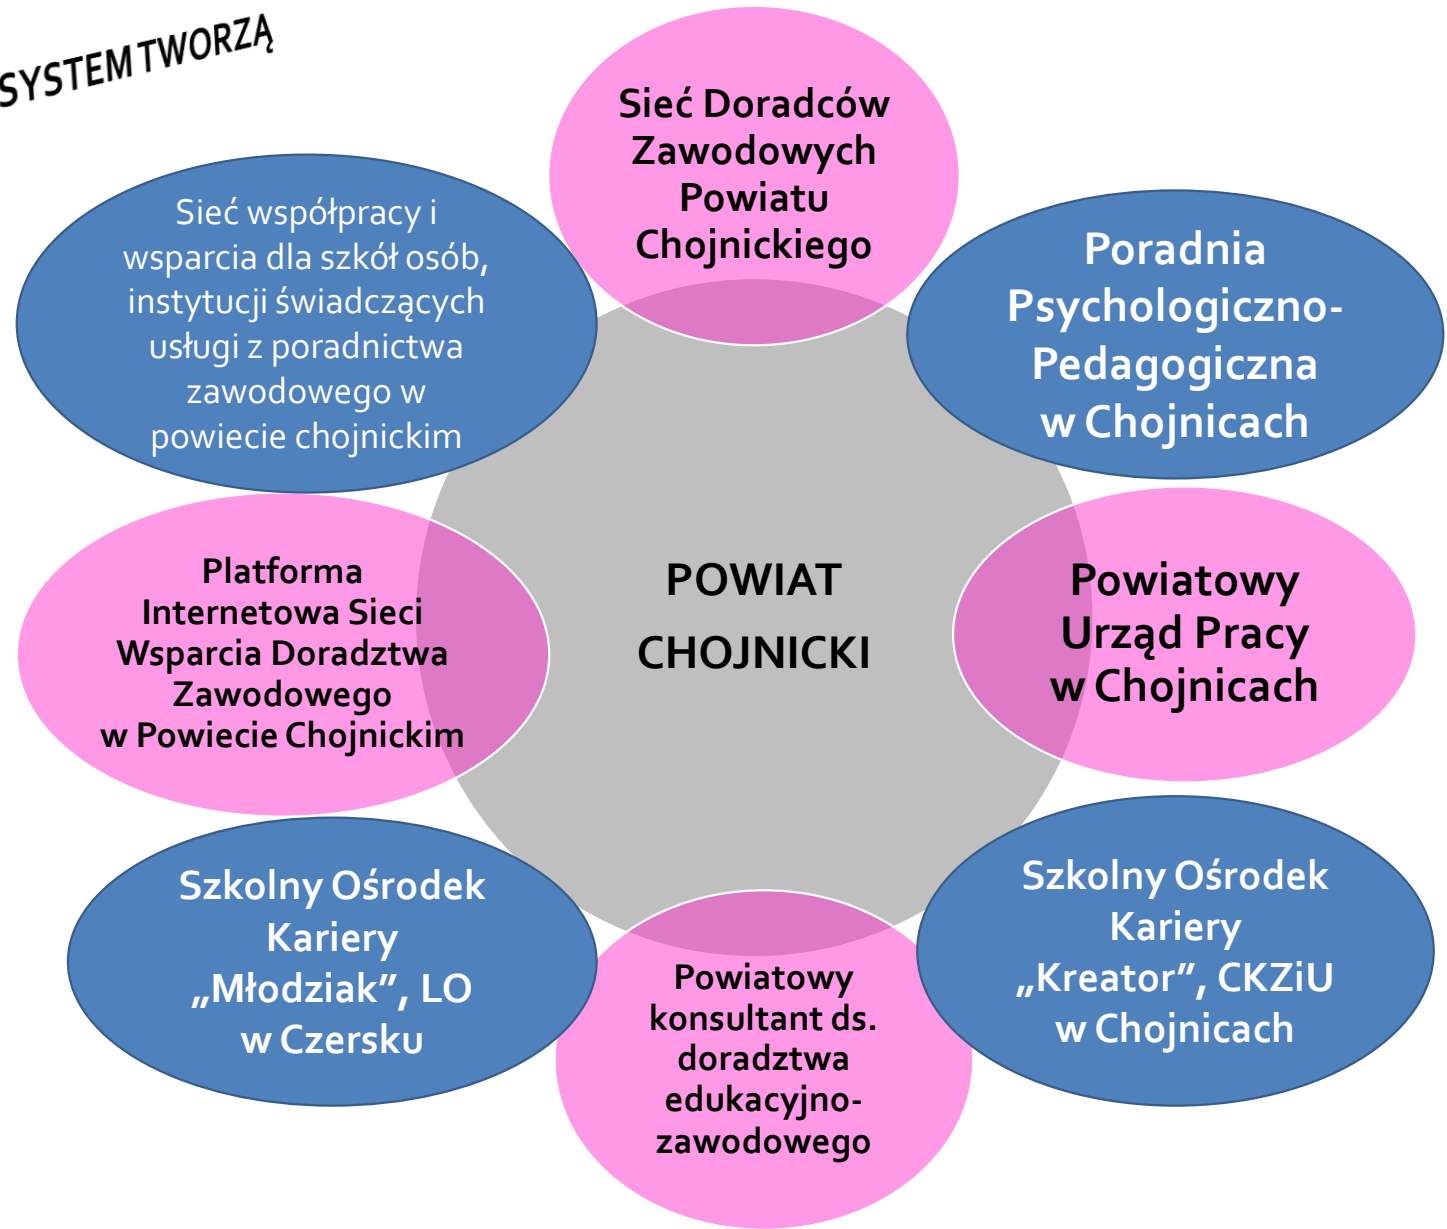 SYSTEM TWORZĄ
Sieć Doradców
Zawodowych
Powiatu
Chojnickiego
Sieć współpracy i
wsparcia dla szkół osób,
instytucji świadczących
usługi z poradnictwa
zawodowego w
powiecie chojnickim
Poradnia
Psychologiczno-
Pedagogiczna
w Chojnicach
Platforma
Internetowa Sieci
Wsparcia Doradztwa
Zawodowego
w Powiecie Chojnickim
POWIAT
CHOJNICKI
Powiatowy
Urząd Pracy
w Chojnicach
Szkolny Ośrodek
Kariery
„Młodziak”, LO
w Czersku
Powiatowy
konsultant ds.
doradztwa
edukacyjno-
zawodowego
Szkolny Ośrodek
Kariery
„Kreator”, CKZiU
w Chojnicach